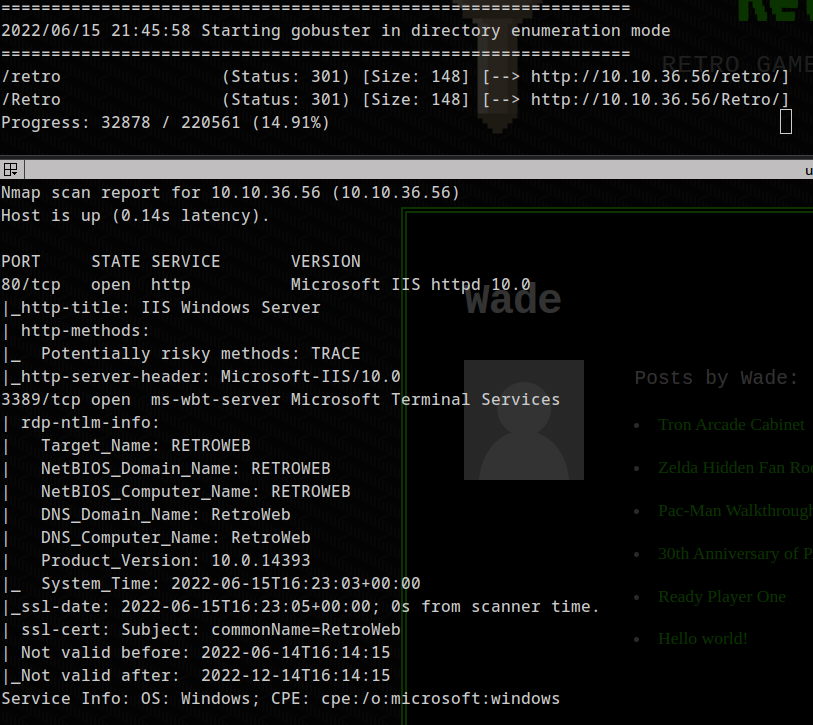 ===============================================================
2022/06/15 21:45:58 Starting gobuster in directory enumeration mode
===============================================================
RETRO GAME
/retro                (Status: 301) [Size: 148] [--> http://10.10.36.56/retro/]
/Retro                (Status: 301) [Size: 148] [--> http://10.10.36.56/Retro/]
Progress: 32878 / 220561 (14.91%)
u
Nmap scan report for 10.10.36.56 (10.10.36.56)
Host is up (0.14s latency).
PORT     STATE SERVICE       VERSION
80/tcp   open  http          Microsoft IIS httpd 10.0
|_http-title: IIS Windows Server
| http-methods:
|_  Potentially risky methods: TRACE
|_http-server-header: Microsoft-IIS/10.0
3389/tcp open  ms-wbt-server Microsoft Terminal Services
| rdp-ntlm-info:
|   Target_Name: RETROWEB
|   NetBIOS_Domain_Name: RETROWEB
|   NetBIOS_Computer_Name: RETROWEB
|   DNS_Domain_Name: RetroWeb
|   DNS_Computer_Name: RetroWeb
|   Product_Version: 10.0.14393
|_  System_Time: 2022-06-15T16:23:03+00:00
|_ssl-date: 2022-06-15T16:23:05+00:00; 0s from scanner time.
| ssl-cert: Subject: commonName=RetroWeb
| Not valid before: 2022-06-14T16:14:15
|_Not valid after:  2022-12-14T16:14:15
Service Info: OS: Windows; CPE: cpe:/o:microsoft:windows
Wade
Posts by Wade:
Tron Arcade Cabinet
Zelda Hidden Fan Roo
Pac-Man Walkthrough
30th Anniversary of P
Ready Player One
Hello world!